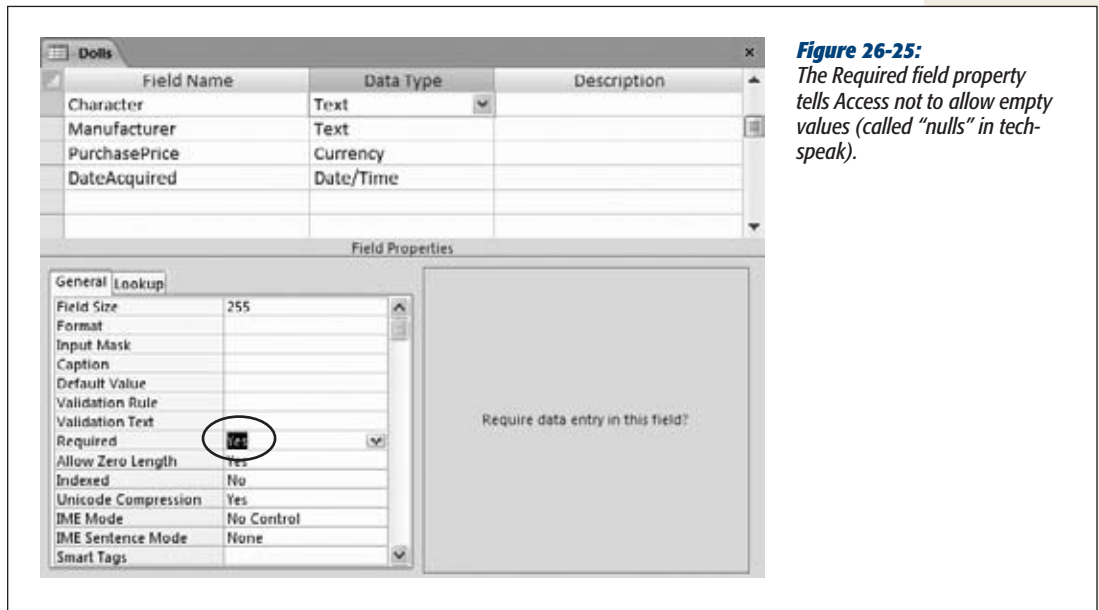 Dolls
Field Name Data Type Description
Character Text
Manufacturer Text
PurchasePrice Currency
DateAcquired Date/Time
Field Properties
General Lookup
Field Size 255
Format
Input Mask
Caption
Default Value
Validation Rule
Validation Text
Required Yes
Allow Zero Length Yes
Indexed No
Unicode Compression Yes
IME Mode No Control
IME Sentence Mode None
Smart Tags
Require data entry in this field?
Figure 26-25:
The Required field property
tells Access not to allow empty
values (called “nulls” in tech-
speak).